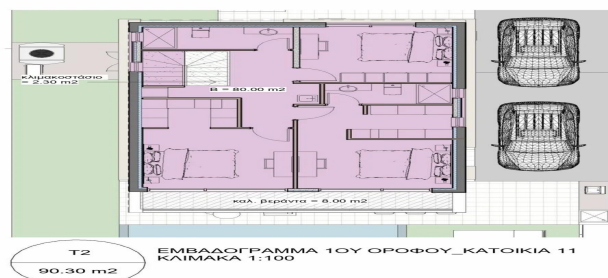 κλιμακοστάσιο
= 2.30 m2
B = 80.00 m2
καλ. βεράντα = 8.00 m2
T2
90.30 m2
ΕΜΒΑΔΟΓΡΑΜΜΑ 1ΟΥ ΟΡΟΦΟΥ_ΚΑΤΟΙΚΙΑ 11
ΚΛΙΜΑΚΑ 1:100